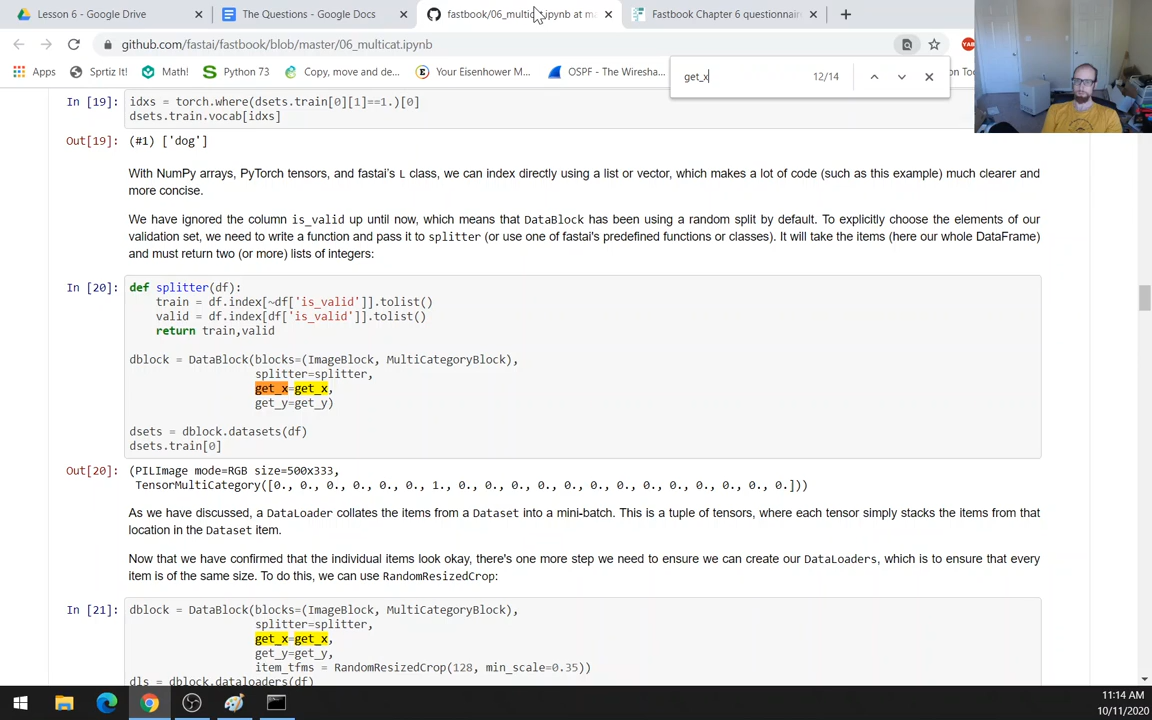 Lesson 6 - Google Drive
The Questions - Google Docs
fastbook/06_multic ipynb at ma
Fastbook Chapter 6 questionnair
github.com/fastai/fastbook/blob/master/06_multicat.ipynb
Apps
Sprtiz It!
Math!
Python 73
Copy, move and de...
Your Eisenhower M...
OSPF - The Wiresha...
get_x
12/14
In [19]: idxs = torch.where(dsets.train[0][1]==1.)[0]
dsets.train.vocab[idxs]
Out[19]: (#1) ['dog']
With NumPy arrays, PyTorch tensors, and fastai's L class, we can index directly using a list or vector, which makes a lot of code (such as this example) much clearer and
more concise.
We have ignored the column is_valid up until now, which means that DataBlock has been using a random split by default. To explicitly choose the elements of our
validation set, we need to write a function and pass it to splitter (or use one of fastai's predefined functions or classes). It will take the items (here our whole DataFrame)
and must return two (or more) lists of integers:
In [20]: def splitter(df):
train = df.index[~df['is_valid']].tolist()
valid = df.index[df['is_valid']].tolist()
return train,valid
dblock = DataBlock(blocks=(ImageBlock, MultiCategoryBlock),
splitter=splitter,
get_x=get_x,
get_y=get_y)
dsets = dblock.datasets(df)
dsets.train[0]
Out[20]: (PILImage mode=RGB size=500x333,
TensorMultiCategory([0., 0., 0., 0., 0., 0., 1., 0., 0., 0., 0., 0., 0., 0., 0., 0., 0., 0., 0., 0.]))
As we have discussed, a DataLoader collates the items from a Dataset into a mini-batch. This is a tuple of tensors, where each tensor simply stacks the items from that
location in the Dataset item.
Now that we have confirmed that the individual items look okay, there's one more step we need to ensure we can create our DataLoaders, which is to ensure that every
item is of the same size. To do this, we can use RandomResizedCrop:
In [21]: dblock = DataBlock(blocks=(ImageBlock, MultiCategoryBlock),
splitter=splitter,
get_x=get_x,
get_y=get_y,
item_tfms = RandomResizedCrop(128, min_scale=0.35))
dls = dblock.dataloaders(df)
11:14 AM
10/11/2020